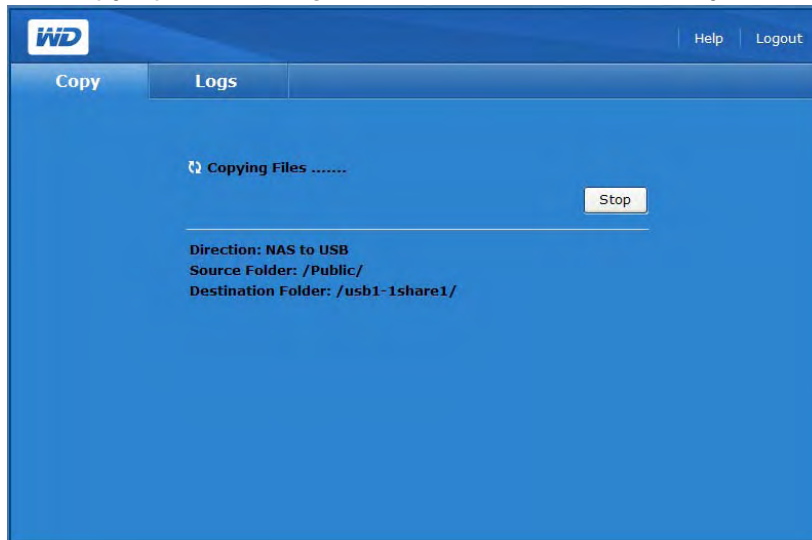 WD
Help
Logout
Copy
Logs
Copying Files .......
Stop
Direction: NAS to USB
Source Folder: /Public/
Destination Folder: /usb1-1share1/